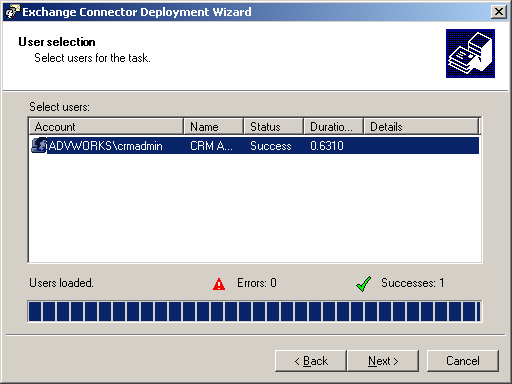 Exchange Connector Deployment Wizard
User selection
Select users for the task.
Select users:
Account Name Status Duratio... Details
ADVWORKS\crmadmin CRM A... Success 0.6310
Users loaded. Errors: 0 Successes: 1
< Back Next > Cancel